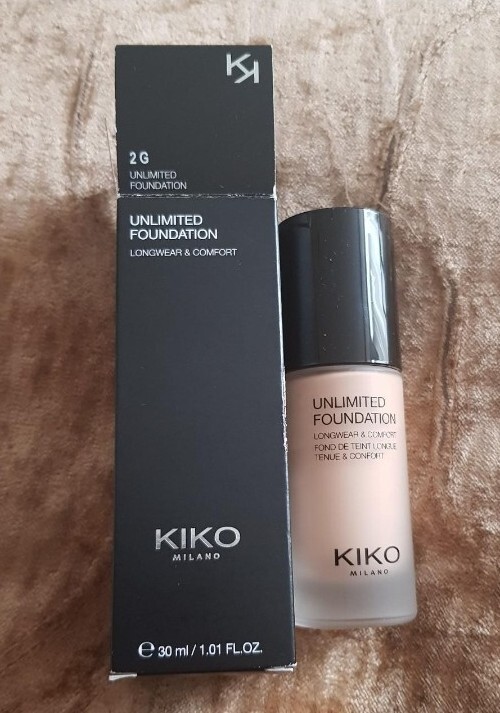 KK
2 G
UNLIMITED
FOUNDATION
UNLIMITED
FOUNDATION
LONGWEAR & COMFORT
KIKO
MILANO
℮ 30 ml / 1.01 FL.OZ.
UNLIMITED
FOUNDATION
LONGWEAR & COMFORT
FOND DE TEINT LONGUE
TENUE & CONFORT
KIKO
MILANO